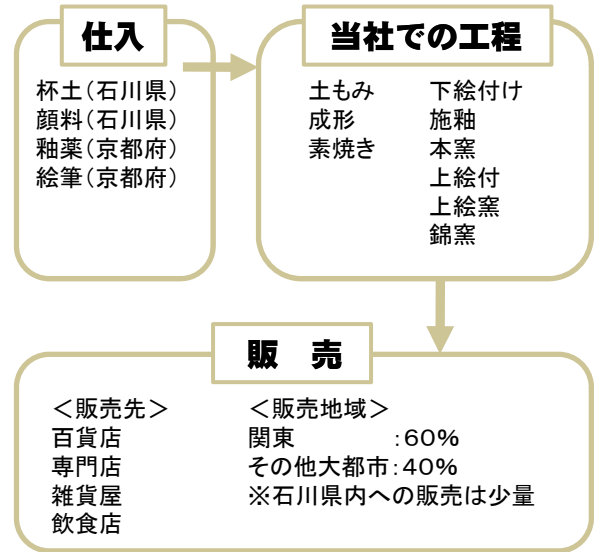 仕入
杯土(石川県)
顔料(石川県)
釉薬(京都府)
絵筆(京都府)
当社での工程
土もみ
成形
素焼き
下絵付け
施釉
本窯
上絵付
上絵窯
錦窯
販 売
＜販売先＞
百貨店
専門店
雑貨屋
飲食店
＜販売地域＞
関東 :60%
その他大都市:40%
※石川県内への販売は少量